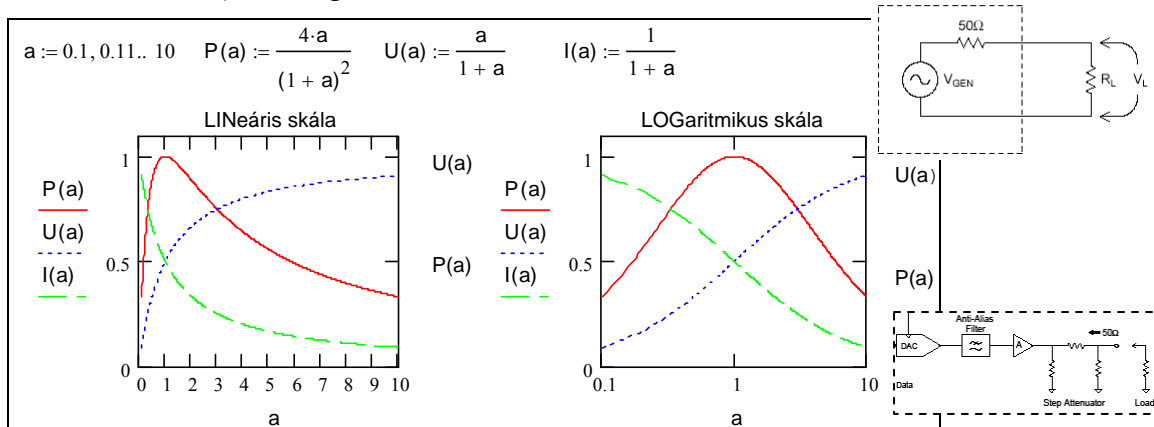 a := 0.1, 0.11.. 10 P(a) := 4·a / (1 + a)² U(a) := a / (1 + a) I(a) := 1 / (1 + a)
50Ω
V_GEN
R_L
V_L
LINeáris skála
1
0.5
0
P(a)
U(a)
I(a)
0 1 2 3 4 5 6 7 8 9 10
a
U(a)
P(a)
LOGaritmikus skála
1
0.5
0
P(a)
U(a)
I(a)
0.1 1 10
a
U(a)
P(a)
Anti-Alias
Filter
50Ω
DAC
A
Data
Step Attenuator
Load